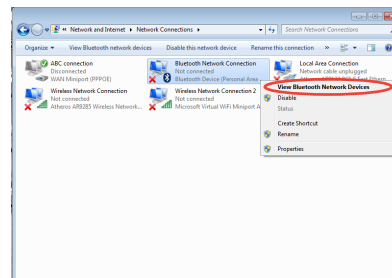 « Network and Internet ▸ Network Connections ▸
Search Network Connections
Organize ▾ View Bluetooth network devices Disable this network device Rename this connection »
ABC connection
Disconnected
WAN Miniport (PPPOE)
Bluetooth Network Connection
Not connected
Bluetooth Device (Personal Area
Local Area Connection
Network cable unplugged
Wireless Network Connection
Not connected
Atheros AR9285 Wireless Network...
Wireless Network Connection 2
Not connected
Microsoft Virtual WiFi Miniport A
View Bluetooth Network Devices
Disable
Status
Create Shortcut
Rename
Properties